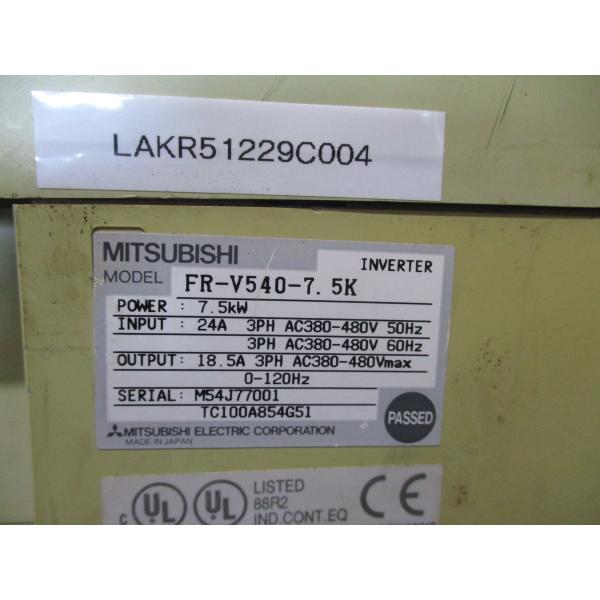 LAKR51229C004
MITSUBISHI
INVERTER
MODEL FR-V540-7.5K
POWER : 7.5kW
INPUT : 24A 3PH AC380-480V 50Hz
3PH AC380-480V 60Hz
OUTPUT: 18.5A 3PH AC380-480Vmax
0-120Hz
SERIAL: M54J77001
TC100A854G51
PASSED
MITSUBISHI ELECTRIC CORPORATION
MADE IN JAPAN
c UL UL LISTED
88R2
IND.CONT.EQ
CE